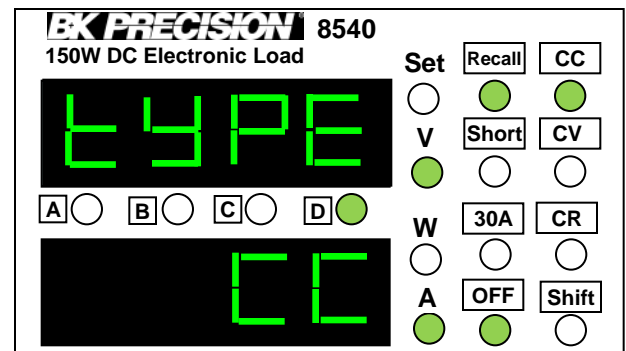 BK PRECISION 8540
150W DC Electronic Load
tYPE
A B C D
CC
Set Recall CC
V Short CV
W 30A CR
A OFF Shift